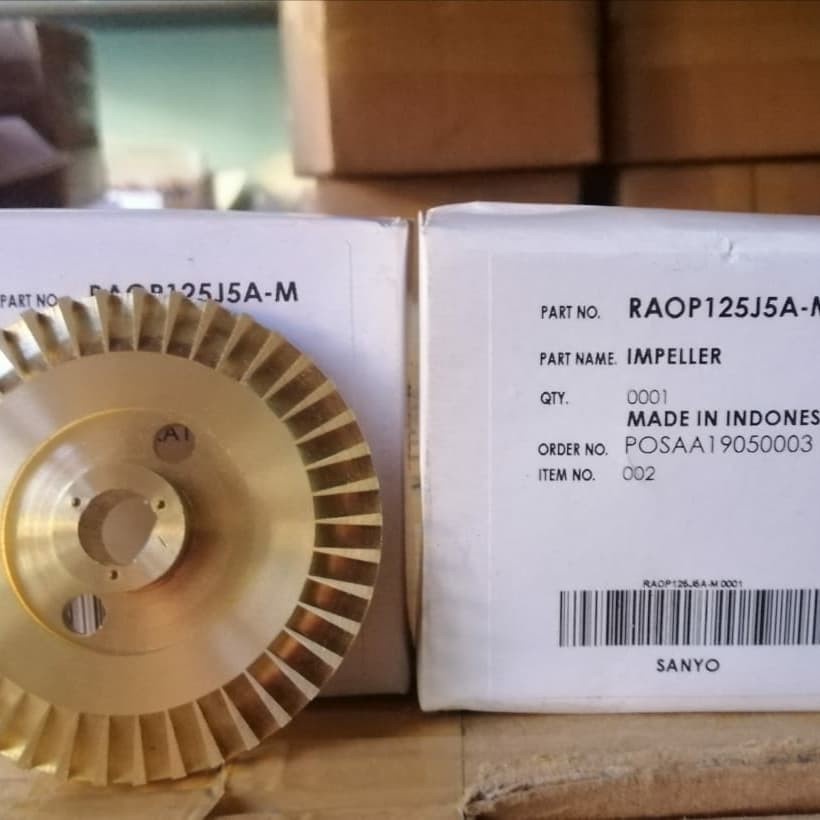 PART NO. RAOP125J5A-M
PART NO. RAOP125J5A-M
PART NAME. IMPELLER
QTY. 0001
MADE IN INDONES
ORDER NO. POSAA19050003
ITEM NO. 002
RAOP125J5A-M 0001
SANYO